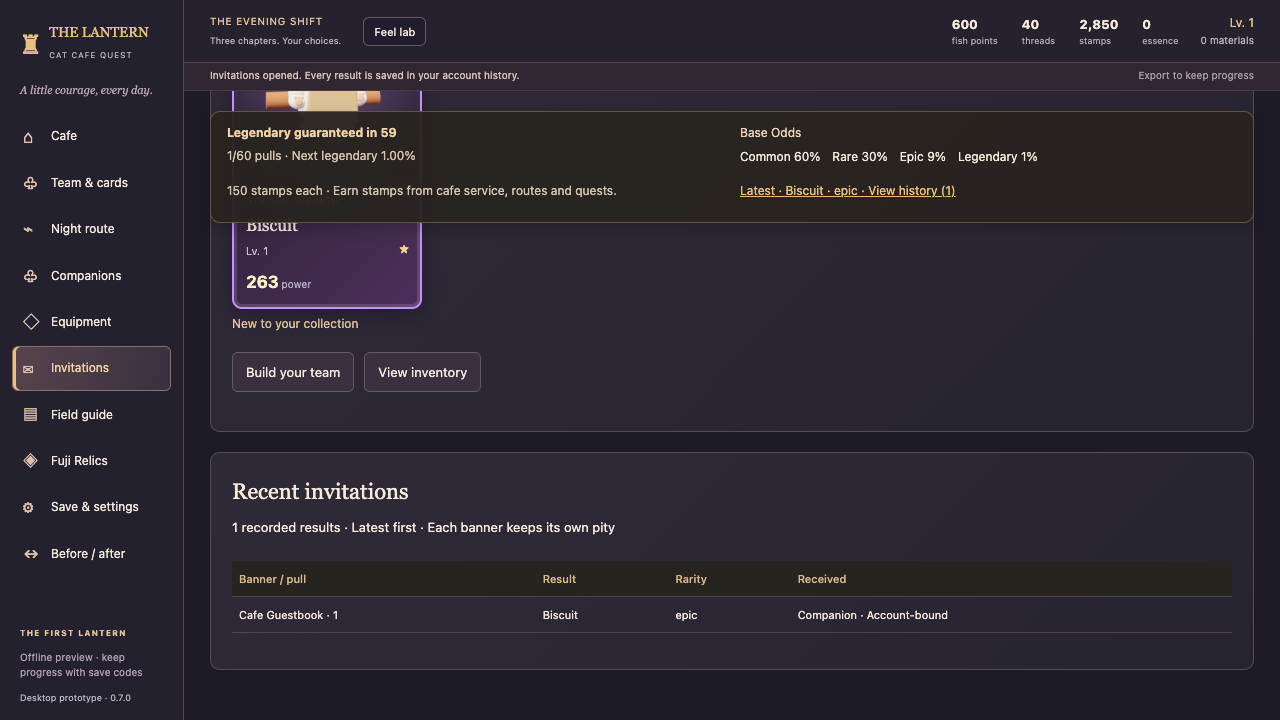 THE LANTERN
CAT CAFE QUEST
A little courage, every day.
Cafe
Team & cards
Night route
Companions
Equipment
Invitations
Field guide
Fuji Relics
Save & settings
Before / after
THE FIRST LANTERN
Offline preview · keep
progress with save codes
Desktop prototype · 0.7.0
THE EVENING SHIFT
Three chapters. Your choices.
Feel lab
600
fish points
40
threads
2,850
stamps
0
essence
Lv. 1
0 materials
Invitations opened. Every result is saved in your account history.
Export to keep progress
Legendary guaranteed in 59
1/60 pulls · Next legendary 1.00%
150 stamps each · Earn stamps from cafe service, routes and quests.
Base Odds
Common 60% Rare 30% Epic 9% Legendary 1%
Latest · Biscuit · epic · View history (1)
Biscuit
Lv. 1
263 power
New to your collection
Build your team
View inventory
Recent invitations
1 recorded results · Latest first · Each banner keeps its own pity
Banner / pull Result Rarity Received
Cafe Guestbook · 1 Biscuit epic Companion · Account-bound